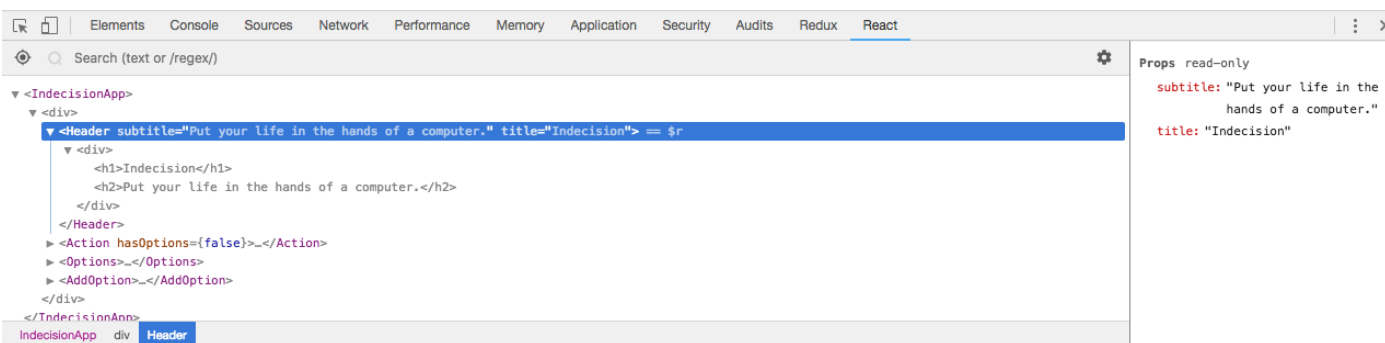 Elements Console Sources Network Performance Memory Application Security Audits Redux React
Search (text or /regex/)
▼ <IndecisionApp>
▼ <div>
▼ <Header subtitle="Put your life in the hands of a computer." title="Indecision"> == $r
▼ <div>
<h1>Indecision</h1>
<h2>Put your life in the hands of a computer.</h2>
</div>
</Header>
▶ <Action hasOptions={false}>…</Action>
▶ <Options>…</Options>
▶ <AddOption>…</AddOption>
</div>
</IndecisionApp>
IndecisionApp div Header
Props read-only
subtitle: "Put your life in the
hands of a computer."
title: "Indecision"